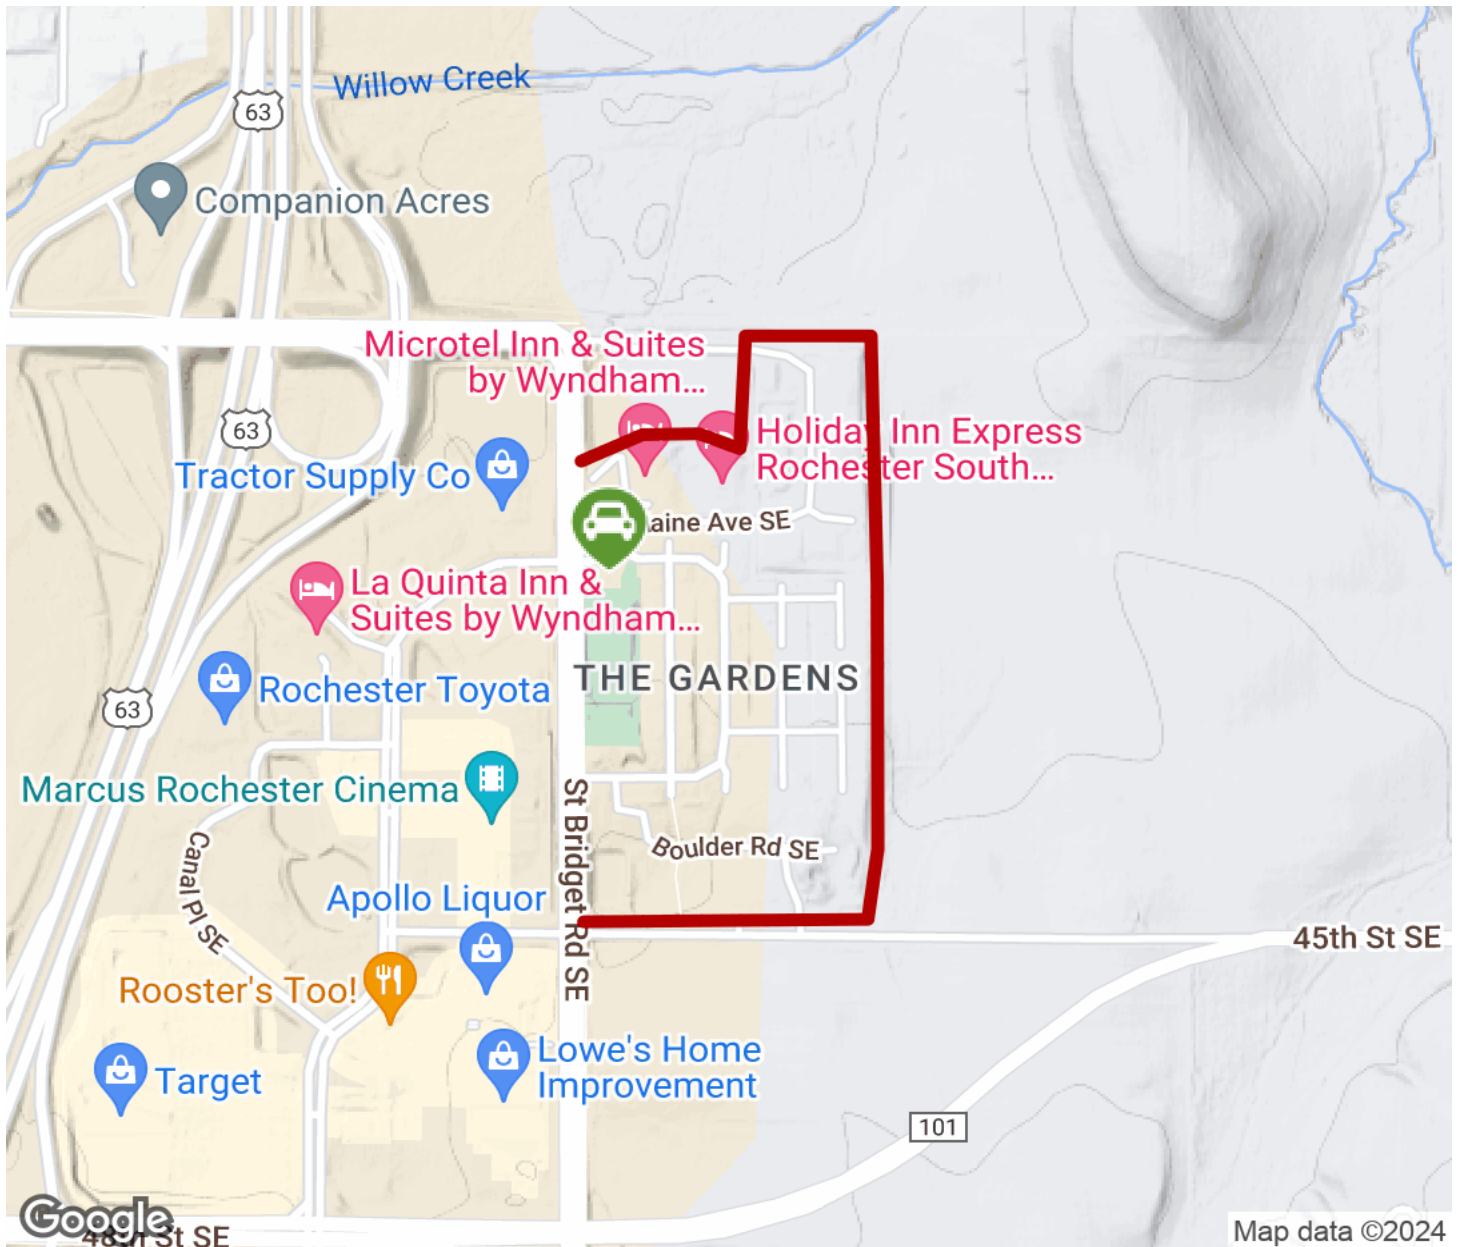 Willow Creek
63
Companion Acres
Microtel Inn & Suites
by Wyndham...
63
Holiday Inn Express
Rochester South...
Tractor Supply Co
aine Ave SE
La Quinta Inn &
Suites by Wyndham...
THE GARDENS
Rochester Toyota
63
Marcus Rochester Cinema
St Bridget Rd SE
Canal Pl SE
Boulder Rd SE
Apollo Liquor
45th St SE
Rooster's Too!
Lowe's Home
Improvement
Target
101
Google
48th St SE
Map data ©2024